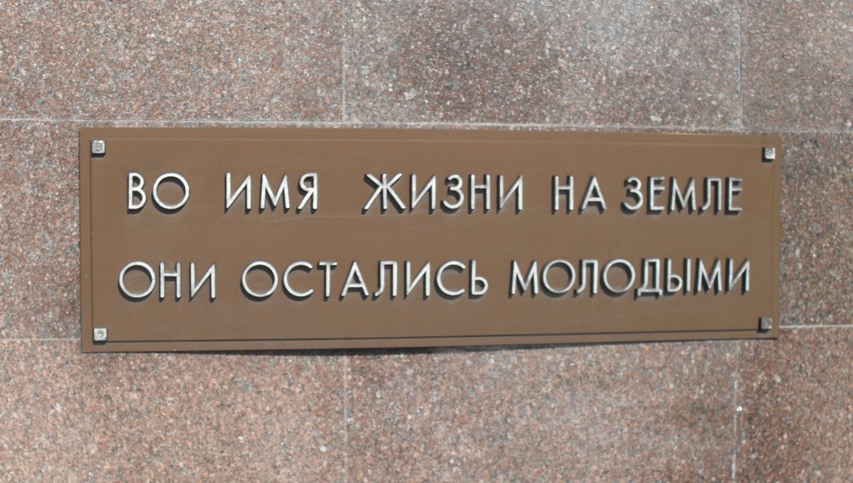 ВО ИМЯ ЖИЗНИ НА ЗЕМЛЕ
ОНИ ОСТАЛИСЬ МОЛОДЫМИ